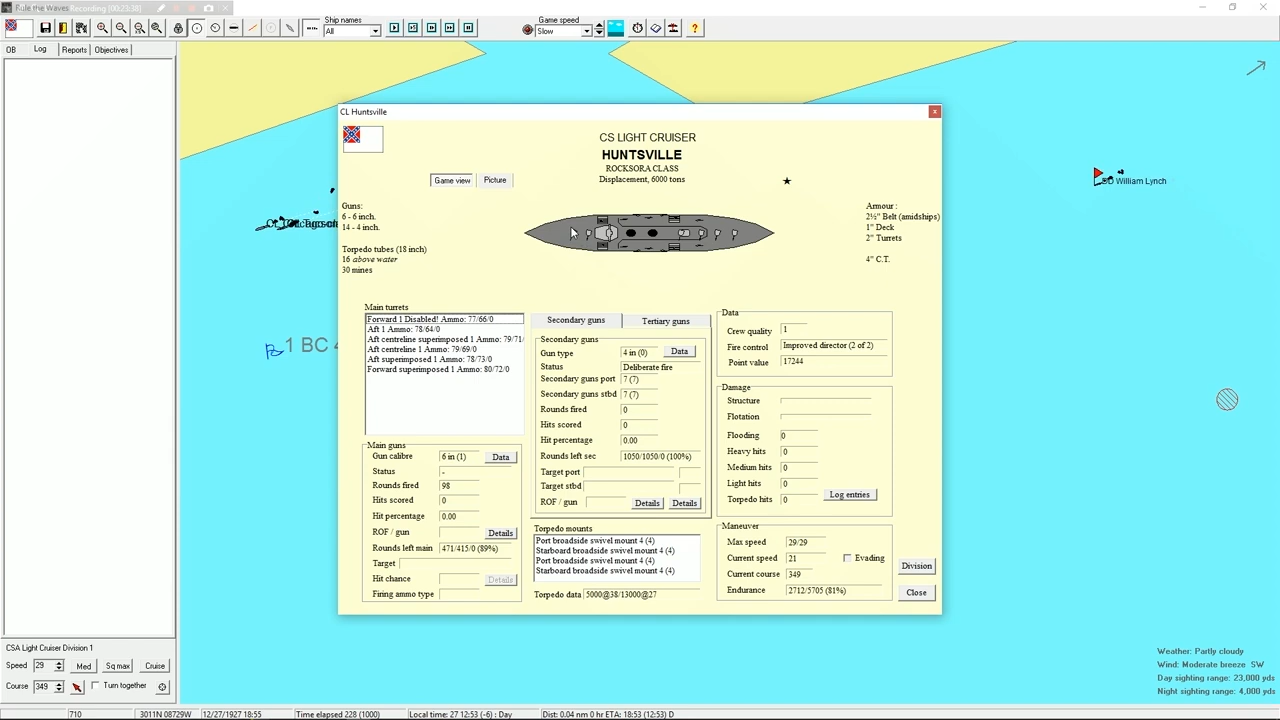 Rule the Waves
Recording [00:23:38]
Ship names
All
Game speed
Slow
OB Log Reports Objectives
CL Huntsville
CS LIGHT CRUISER
HUNTSVILLE
ROCKSORA CLASS
Displacement, 6000 tons
Game view Picture
Guns:
6 - 6 inch.
14 - 4 inch.
Torpedo tubes (18 inch)
16 above water
30 mines
Armour :
2½" Belt (amidships)
1" Deck
2" Turrets
4" C.T.
William Lynch
1 BC
Main turrets
Forward 1 Disabled! Ammo: 77/66/0
Aft 1 Ammo: 78/64/0
Aft centreline superimposed 1 Ammo: 79/71/
Aft centreline 1 Ammo: 79/69/0
Aft superimposed 1 Ammo: 78/73/0
Forward superimposed 1 Ammo: 80/72/0
Main guns
Gun calibre 6 in (1) Data
Status -
Rounds fired 98
Hits scored 0
Hit percentage 0.00
ROF / gun Details
Rounds left main 471/415/0 (89%)
Target
Hit chance Details
Firing ammo type
Secondary guns Tertiary guns
Secondary guns
Gun type 4 in (0) Data
Status Deliberate fire
Secondary guns port 7 (7)
Secondary guns stbd 7 (7)
Rounds fired 0
Hits scored 0
Hit percentage 0.00
Rounds left sec 1050/1050/0 (100%)
Target port
Target stbd
ROF / gun Details Details
Torpedo mounts
Port broadside swivel mount 4 (4)
Starboard broadside swivel mount 4 (4)
Port broadside swivel mount 4 (4)
Starboard broadside swivel mount 4 (4)
Torpedo data 5000@38/13000@27
Data
Crew quality 1
Fire control Improved director (2 of 2)
Point value 17244
Damage
Structure
Flotation
Flooding 0
Heavy hits 0
Medium hits 0
Light hits 0
Torpedo hits 0
Log entries
Maneuver
Max speed 29/29
Current speed 21 Evading
Current course 349
Endurance 2712/5705 (81%)
Division
Close
CSA Light Cruiser Division 1
Speed 29 Med Sq max Cruise
Course 349 Turn together
Weather: Partly cloudy
Wind: Moderate breeze SW
Day sighting range: 23,000 yds
Night sighting range: 4,000 yds
710 3011N 08729W 12/27/1927 18:55 Time elapsed 228 (1000) Local time: 27 12:53 (-6) : Day Dist: 0.04 nm 0 hr ETA: 18:53 (12:53) D